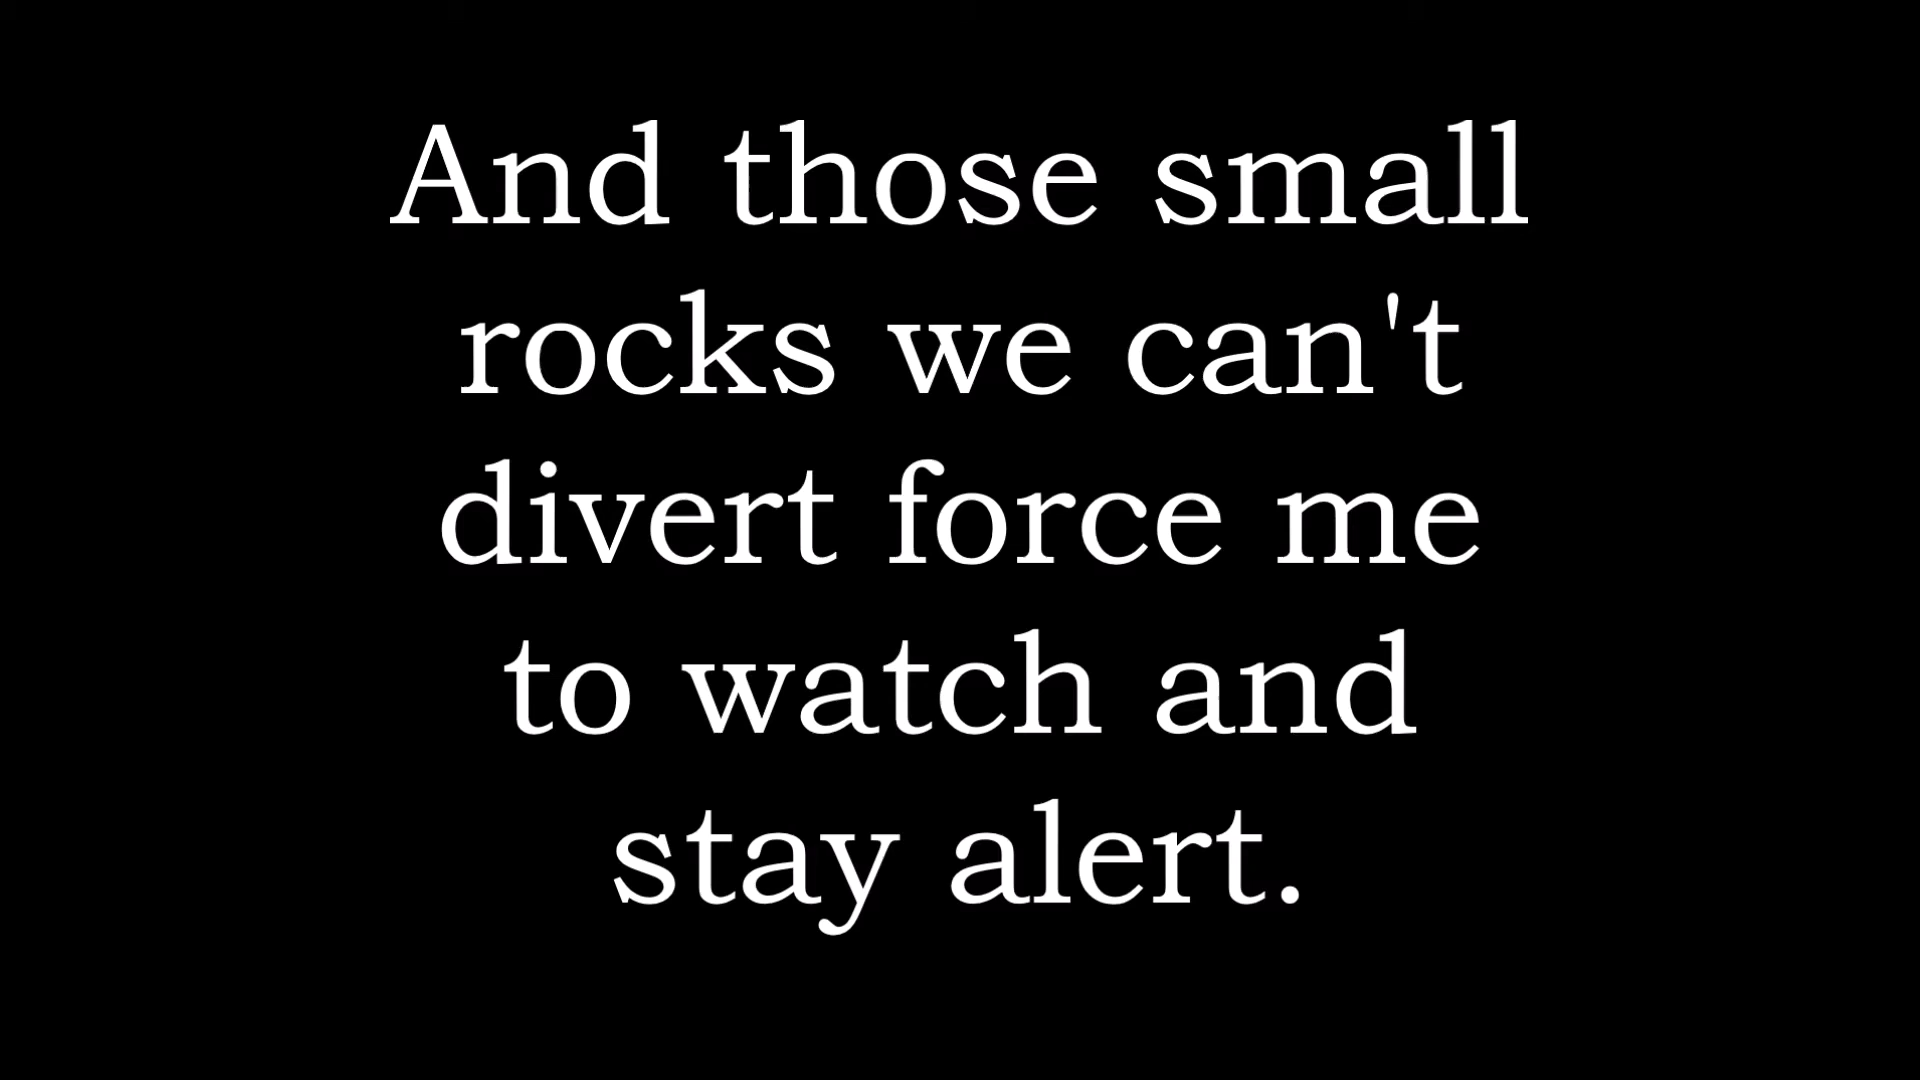 And those small
rocks we can't
divert force me
to watch and
stay alert.